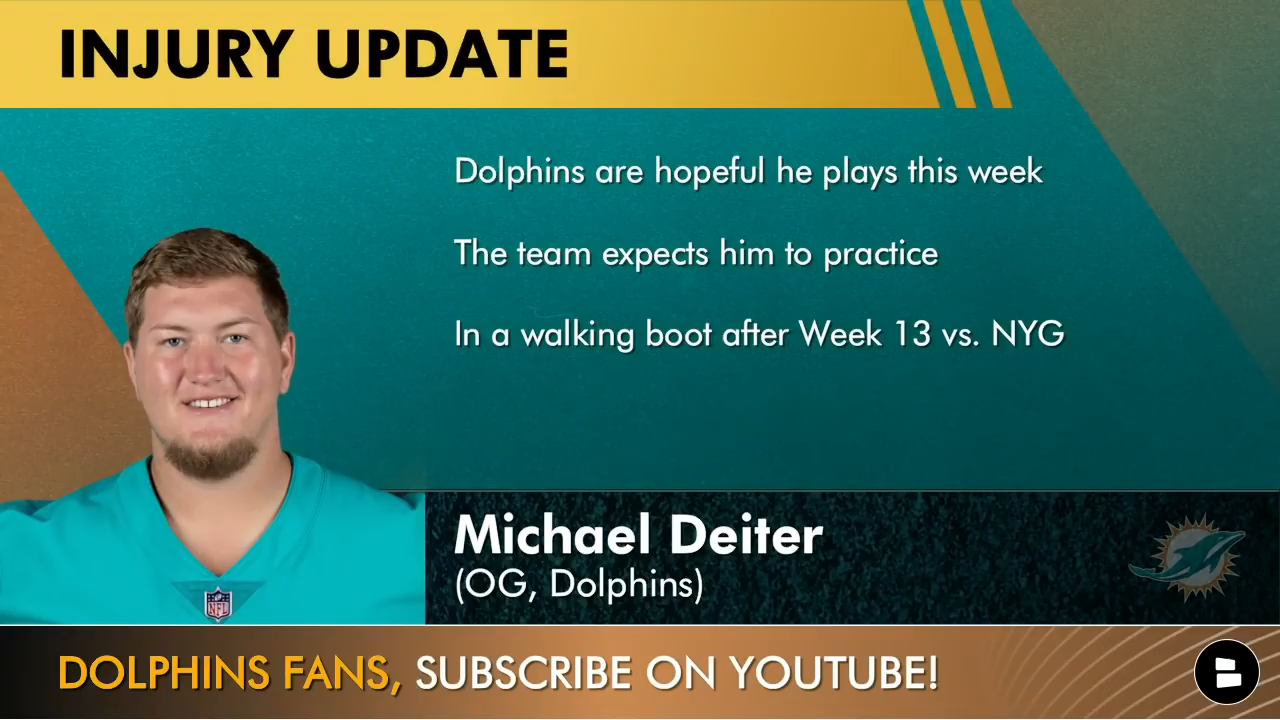 INJURY UPDATE
Dolphins are hopeful he plays this week
The team expects him to practice
In a walking boot after Week 13 vs. NYG
Michael Deiter
(OG, Dolphins)
NFL
DOLPHINS FANS, SUBSCRIBE ON YOUTUBE!